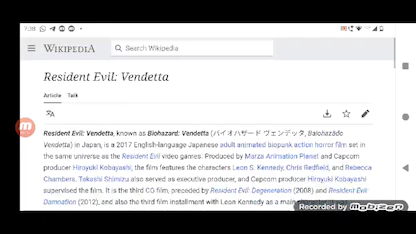 7:38
WIKIPEDIA
Search Wikipedia
Resident Evil: Vendetta
Article Talk
Resident Evil: Vendetta, known as Biohazard: Vendetta (バイオハザード ヴェンデッタ, Baiohazādo
Vendetta) in Japan, is a 2017 English-language Japanese adult animated biopunk action horror film set in
the same universe as the Resident Evil video games. Produced by Marza Animation Planet and Capcom
producer Hiroyuki Kobayashi, the film features the characters Leon S. Kennedy, Chris Redfield, and Rebecca
Chambers. Takashi Shimizu also served as executive producer, and Capcom producer Hiroyuki Kobayashi
supervised the film. It is the third CG film, preceded by Resident Evil: Degeneration (2008) and Resident Evil:
Damnation (2012), and also the third film installment with Leon Kennedy as a main
Recorded by Mobizen